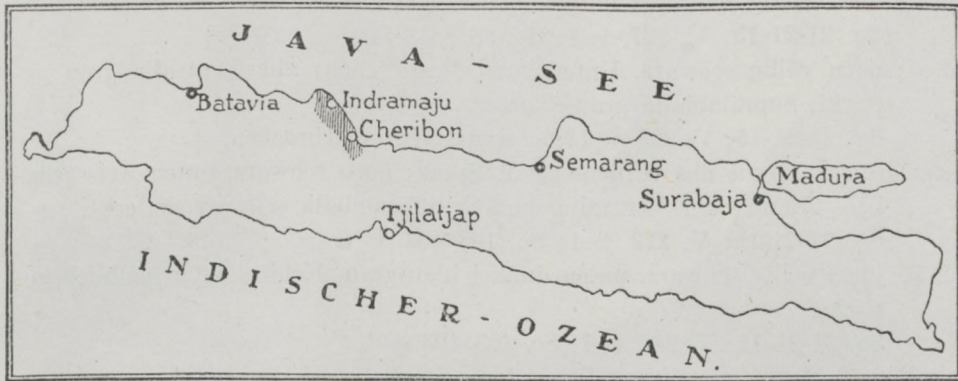 JAVA-SEE
Batavia
Indramaju
Cheribon
Semarang
Madura
Surabaja
Tjilatjap
INDISCHER-OZEAN.